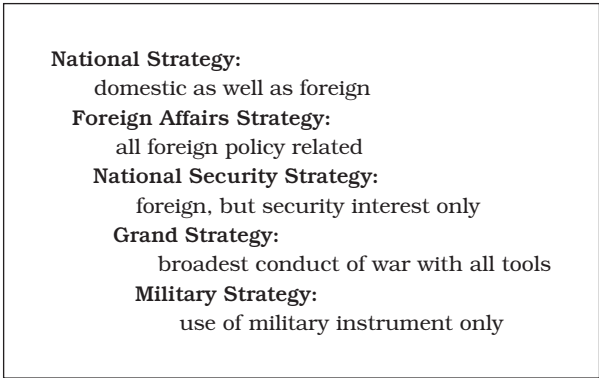 National Strategy:
domestic as well as foreign
Foreign Affairs Strategy:
all foreign policy related
National Security Strategy:
foreign, but security interest only
Grand Strategy:
broadest conduct of war with all tools
Military Strategy:
use of military instrument only